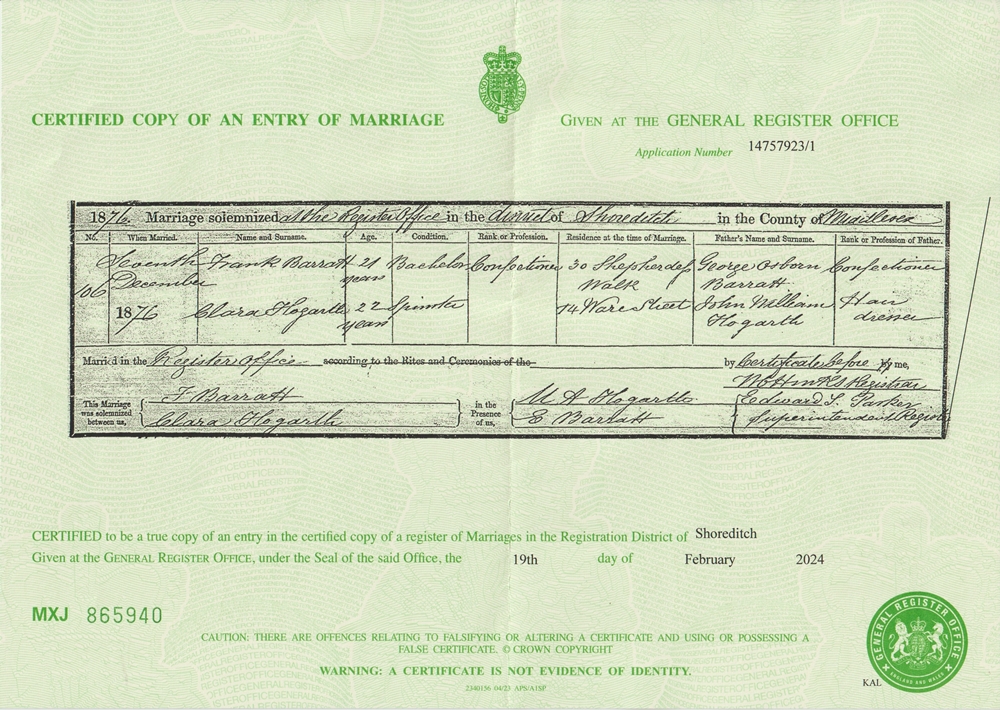 CERTIFIED COPY OF AN ENTRY OF MARRIAGE
GIVEN AT THE GENERAL REGISTER OFFICE
Application Number 14757923/1
1876. Marriage solemnized at the Register Office in the district of Shoreditch in the County of Middlesex
No. When Married. Name and Surname. Age. Condition. Rank or Profession. Residence at the time of Marriage. Father's Name and Surname. Rank or Profession of Father.
Seventh Frank Barratt 21 Bachelor Confectioner 30 Shepherdess George Osborn Confectioner
106 December years Walk Barratt
1876 Clara Hogarth 22 Spinster 14 Ware Street John William Hair
years Hogarth dresser
Married in the Register Office according to the Rites and Ceremonies of the by Certificate before by me,
Registrar
This Marriage was solemnized between us, F Barratt
Clara Hogarth
in the Presence of us, M A Hogarth
E Barratt
Edward Parker
Superintendent Registrar
CERTIFIED to be a true copy of an entry in the certified copy of a register of Marriages in the Registration District of Shoreditch
Given at the GENERAL REGISTER OFFICE, under the Seal of the said Office, the 19th day of February 2024
MXJ 865940
CAUTION: THERE ARE OFFENCES RELATING TO FALSIFYING OR ALTERING A CERTIFICATE AND USING OR POSSESSING A
FALSE CERTIFICATE. © CROWN COPYRIGHT
WARNING: A CERTIFICATE IS NOT EVIDENCE OF IDENTITY.
2340156 04/23 APS/A1SP
KAL
GENERAL REGISTER OFFICE
ENGLAND AND WALES